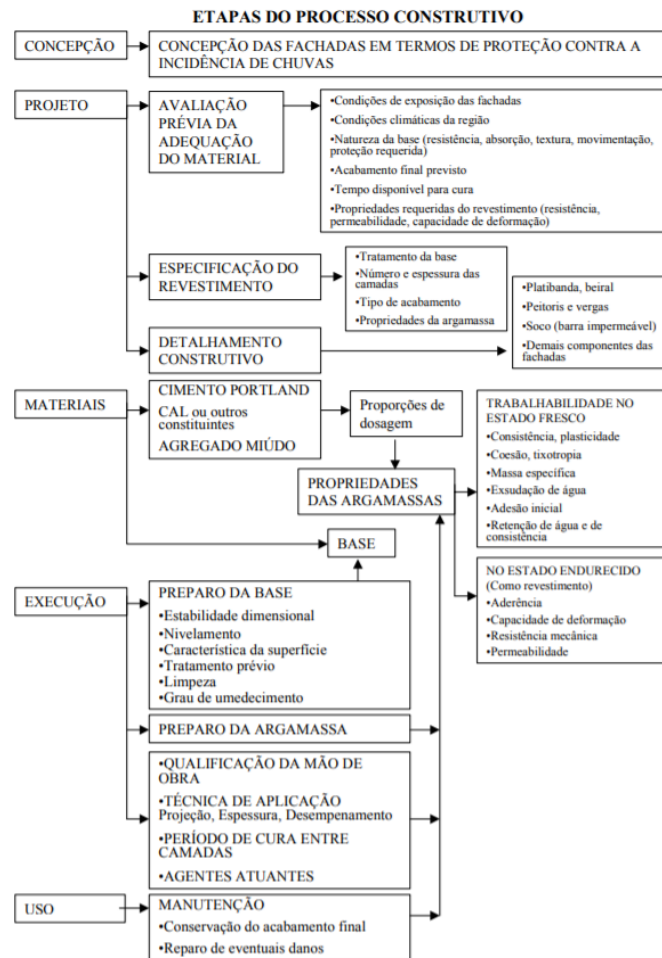 ETAPAS DO PROCESSO CONSTRUTIVO
CONCEPÇÃO
CONCEPÇÃO DAS FACHADAS EM TERMOS DE PROTEÇÃO CONTRA A
INCIDÊNCIA DE CHUVAS
PROJETO
AVALIAÇÃO
PRÉVIA DA
ADEQUAÇÃO
DO MATERIAL
•Condições de exposição das fachadas
•Condições climáticas da região
•Natureza da base (resistência, absorção, textura, movimentação,
proteção requerida)
•Acabamento final previsto
•Tempo disponível para cura
•Propriedades requeridas do revestimento (resistência,
permeabilidade, capacidade de deformação)
ESPECIFICAÇÃO DO
REVESTIMENTO
•Tratamento da base
•Número e espessura das
camadas
•Tipo de acabamento
•Propriedades da argamassa
DETALHAMENTO
CONSTRUTIVO
•Platibanda, beiral
•Peitoris e vergas
•Soco (barra impermeável)
•Demais componentes das
fachadas
MATERIAIS
CIMENTO PORTLAND
CAL ou outros
constituintes
AGREGADO MIÚDO
Proporções de
dosagem
PROPRIEDADES
DAS ARGAMASSAS
BASE
TRABALHABILIDADE NO
ESTADO FRESCO
•Consistência, plasticidade
•Coesão, tixotropia
•Massa específica
•Exsudação de água
•Adesão inicial
•Retenção de água e de
consistência
NO ESTADO ENDURECIDO
(Como revestimento)
•Aderência
•Capacidade de deformação
•Resistência mecânica
•Permeabilidade
EXECUÇÃO
PREPARO DA BASE
•Estabilidade dimensional
•Nivelamento
•Característica da superfície
•Tratamento prévio
•Limpeza
•Grau de umedecimento
PREPARO DA ARGAMASSA
•QUALIFICAÇÃO DA MÃO DE
OBRA
•TÉCNICA DE APLICAÇÃO
Projeção, Espessura, Desempenamento
•PERÍODO DE CURA ENTRE
CAMADAS
•AGENTES ATUANTES
USO
MANUTENÇÃO
•Conservação do acabamento final
•Reparo de eventuais danos